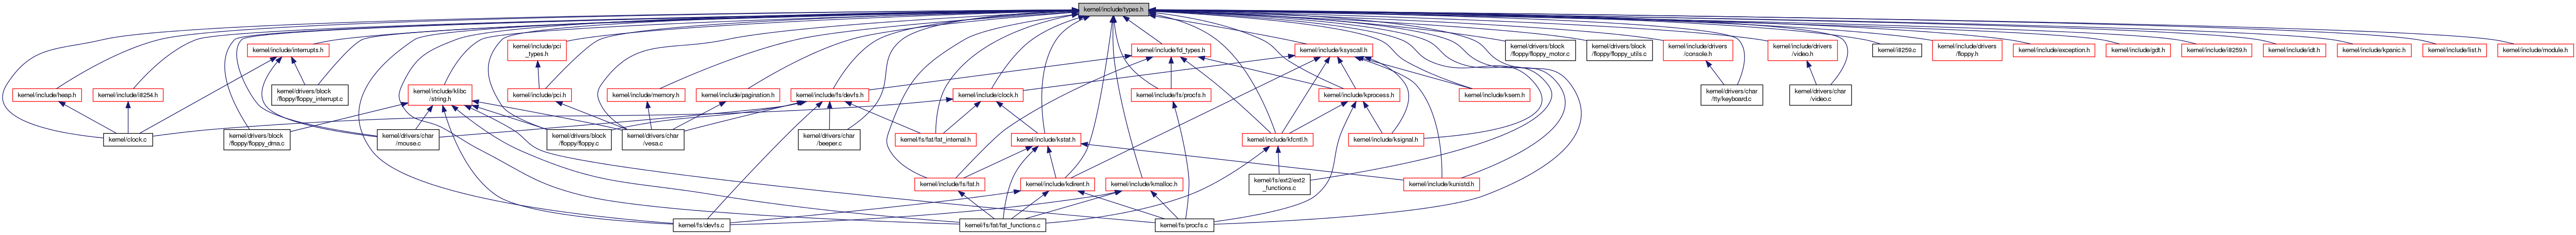 kernel/include/types.h
kernel/include/interrupts.h
kernel/include/pci
_types.h
kernel/include/fd_types.h
kernel/include/ksyscall.h
kernel/drivers/block
/floppy/floppy_motor.c
kernel/drivers/block
/floppy/floppy_utils.c
kernel/include/drivers
/console.h
kernel/include/drivers
/video.h
kernel/i8259.c
kernel/include/drivers
/floppy.h
kernel/include/exception.h
kernel/include/gdt.h
kernel/include/i8259.h
kernel/include/idt.h
kernel/include/kpanic.h
kernel/include/list.h
kernel/include/module.h
kernel/include/heap.h
kernel/include/i8254.h
kernel/drivers/block
/floppy/floppy_interrupt.c
kernel/include/klibc
/string.h
kernel/include/pci.h
kernel/include/memory.h
kernel/include/pagination.h
kernel/include/fs/devfs.h
kernel/include/clock.h
kernel/include/fs/procfs.h
kernel/include/kprocess.h
kernel/include/ksem.h
kernel/drivers/char
/tty/keyboard.c
kernel/drivers/char
/video.c
kernel/clock.c
kernel/drivers/block
/floppy/floppy_dma.c
kernel/drivers/char
/mouse.c
kernel/drivers/block
/floppy/floppy.c
kernel/drivers/char
/vesa.c
kernel/drivers/char
/beeper.c
kernel/fs/fat/fat_internal.h
kernel/include/kstat.h
kernel/include/kfcntl.h
kernel/include/ksignal.h
kernel/include/fs/fat.h
kernel/include/kdirent.h
kernel/include/kmalloc.h
kernel/fs/ext2/ext2
_functions.c
kernel/include/kunistd.h
kernel/fs/devfs.c
kernel/fs/fat/fat_functions.c
kernel/fs/procfs.c